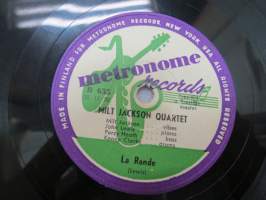 MADE IN FINLAND FOR METRONOME RECORDS NEW YORK USA ALL RIGHTS RESERVED
metronome
records
B 635
MILT JACKSON QUARTET
Milt Jackson vibes
John Lewis piano
Percy Heath bass
Kenny Clarke drums
La Ronde
(Lewis)